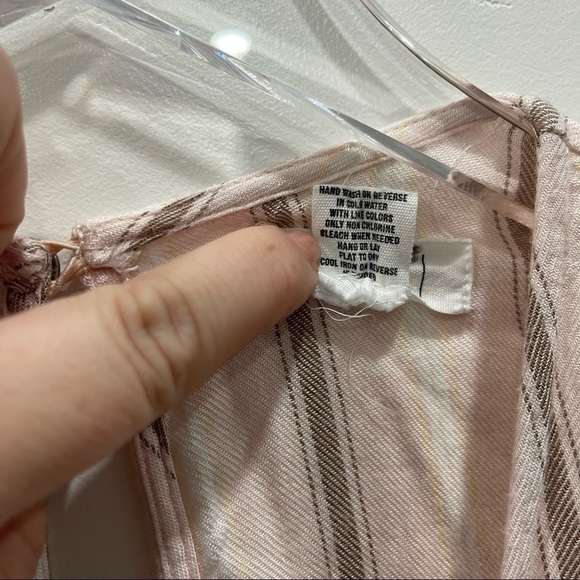 HAND WASH ON REVERSE
IN COLD WATER
WITH LIKE COLORS
ONLY NON CHLORINE
BLEACH WHEN NEEDED
HANG OR LAY
FLAT TO DRY
COOL IRON ON REVERSE